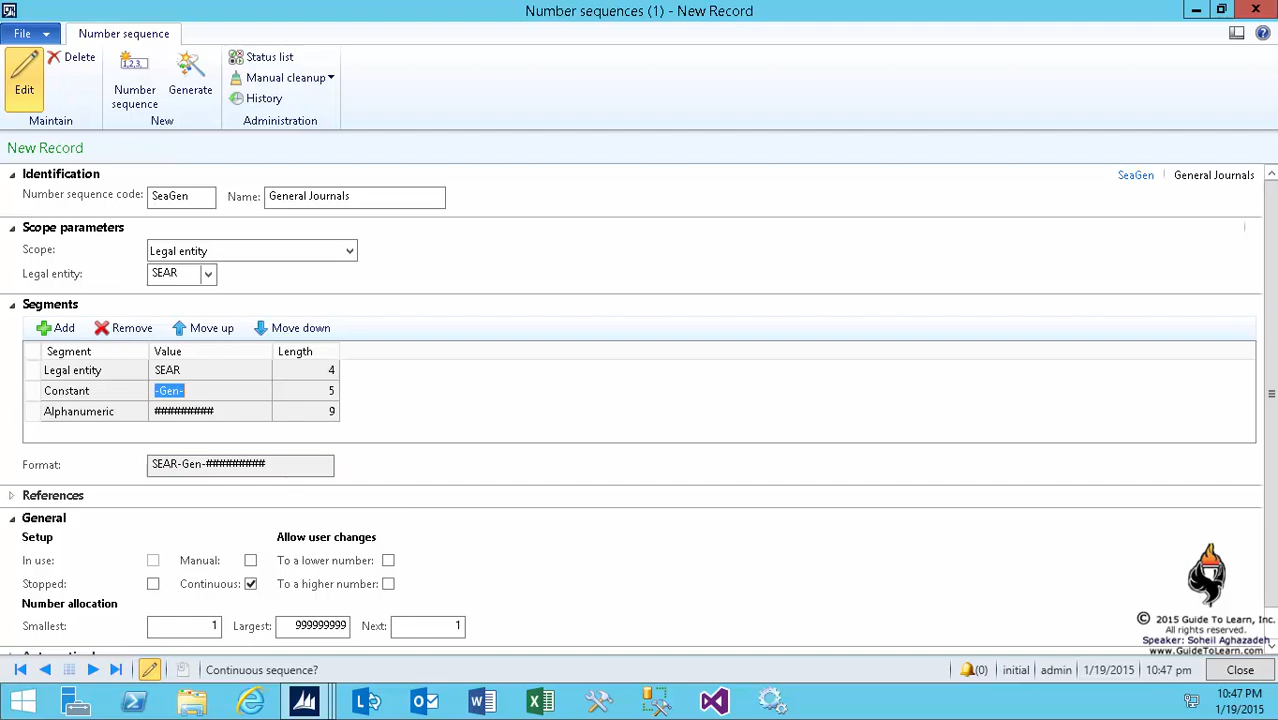 Number sequences (1) - New Record
File
Number sequence
Edit
Delete
Number sequence
Generate
Status list
Manual cleanup
History
Maintain
New
Administration
New Record
Identification
SeaGen
General Journals
Number sequence code:
SeaGen
Name:
General Journals
Scope parameters
Scope:
Legal entity
Legal entity:
SEAR
Segments
Add
Remove
Move up
Move down
Segment Value Length
Legal entity SEAR 4
Constant -Gen- 5
Alphanumeric ######### 9
Format:
SEAR-Gen-#########
References
General
Setup
Allow user changes
In use:
Manual:
To a lower number:
Stopped:
Continuous:
To a higher number:
Number allocation
Smallest: 1 Largest: 999999999 Next: 1
© 2015 Guide To Learn, Inc.
All rights reserved.
Speaker: Soheil Aghazadeh
www.GuideToLearn.com
Continuous sequence?
(0)
initial
admin
1/19/2015
10:47 pm
Close
10:47 PM
1/19/2015